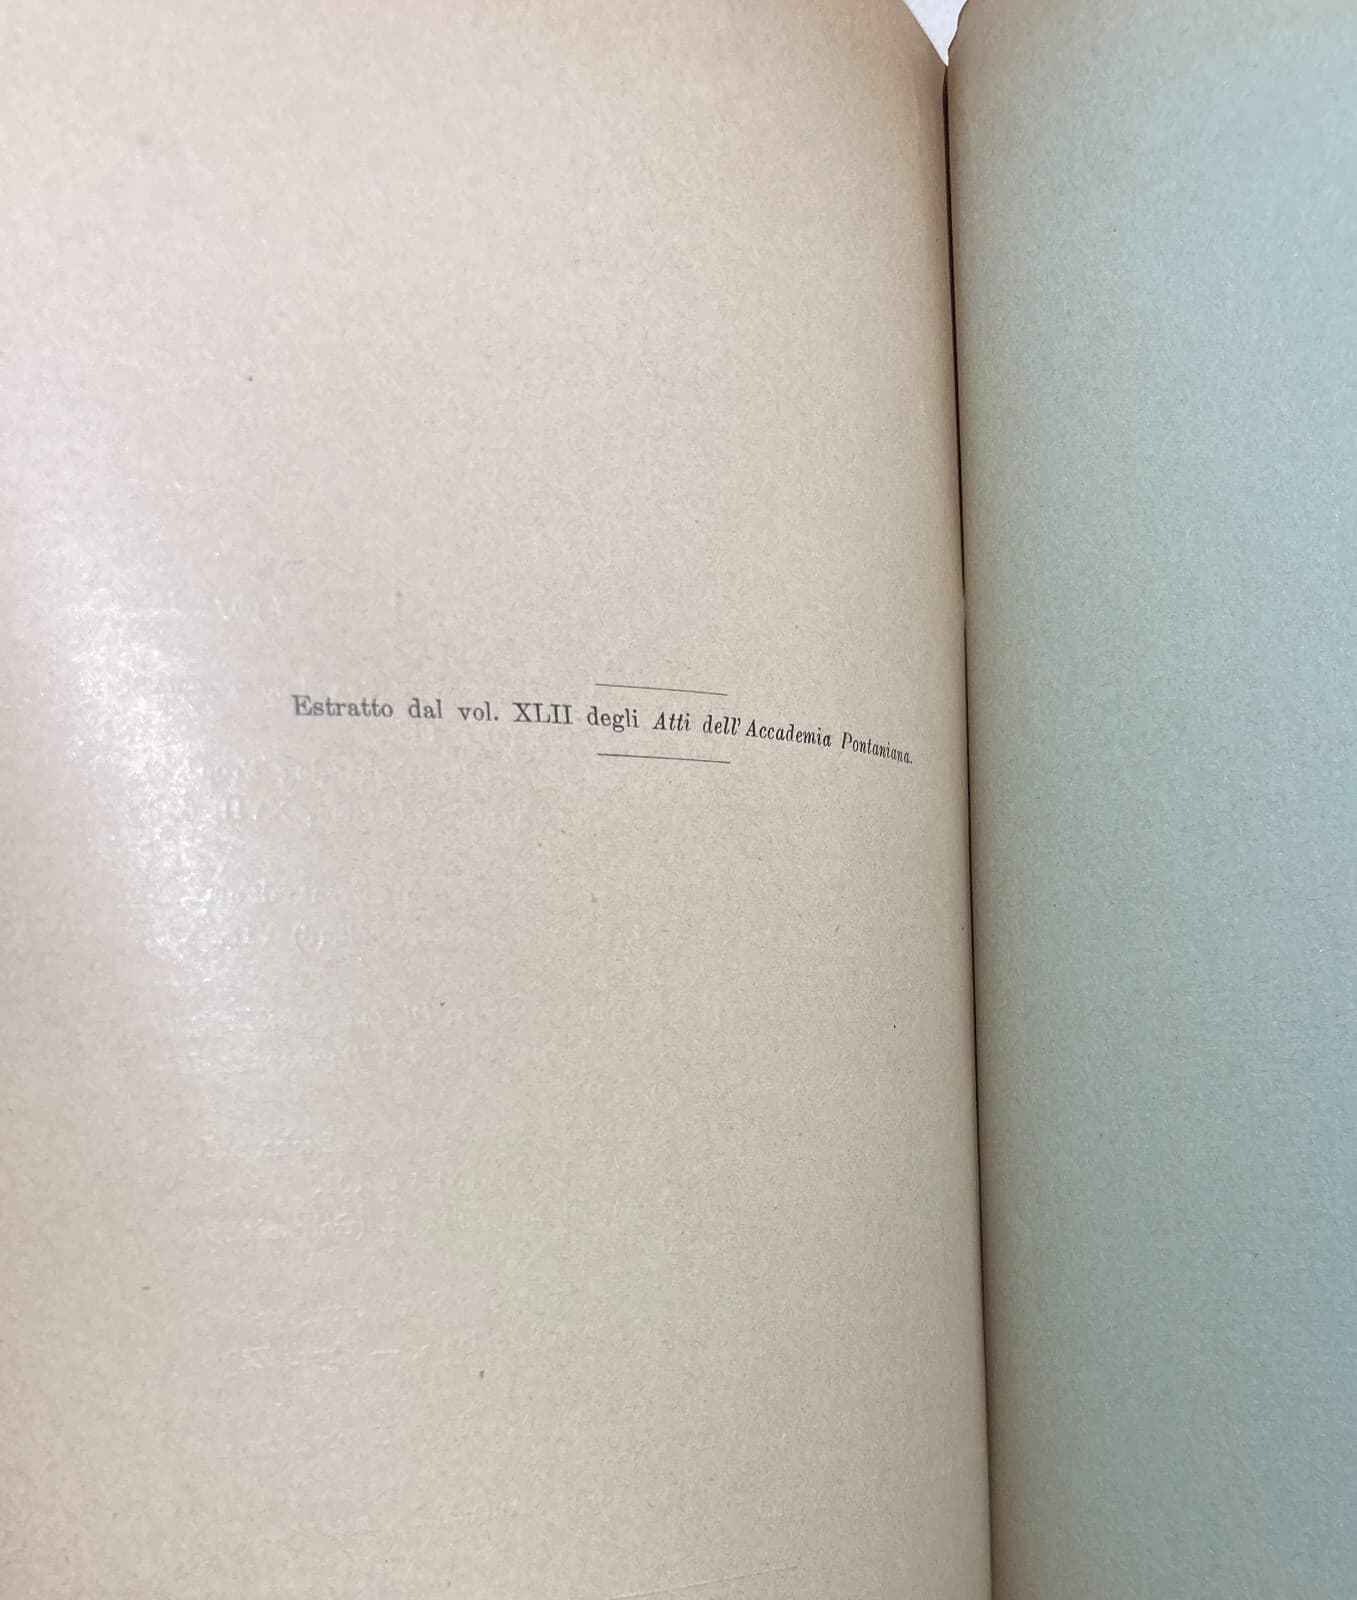 Estratto dal vol. XLII degli Atti dell' Accademia Pontaniana.